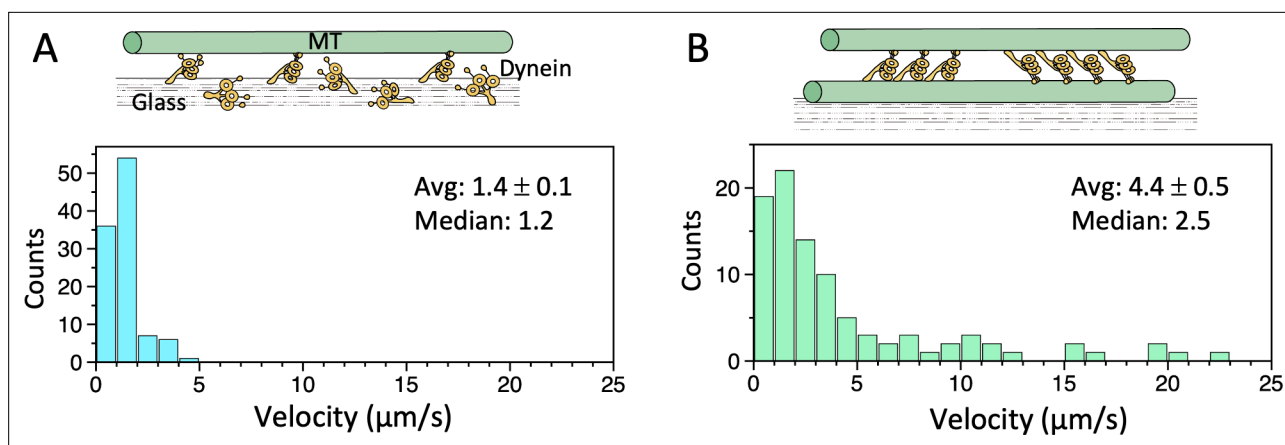 A
MT
Dynein
Glass
Avg: 1.4 ± 0.1
Median: 1.2
Counts
50
40
30
20
10
0
0 5 10 15 20 25
Velocity (μm/s)
B
Avg: 4.4 ± 0.5
Median: 2.5
Counts
20
10
0
0 5 10 15 20 25
Velocity (μm/s)